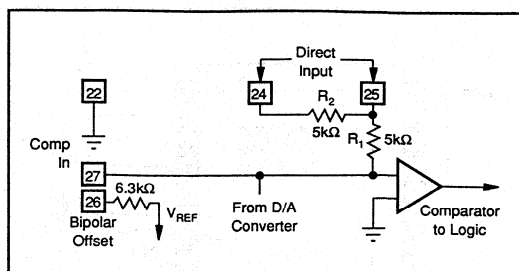 Direct
Input
22
24
R2
25
5kΩ
R1
5kΩ
Comp
In
27
26
6.3kΩ
VREF
Bipolar
Offset
From D/A
Converter
Comparator
to Logic